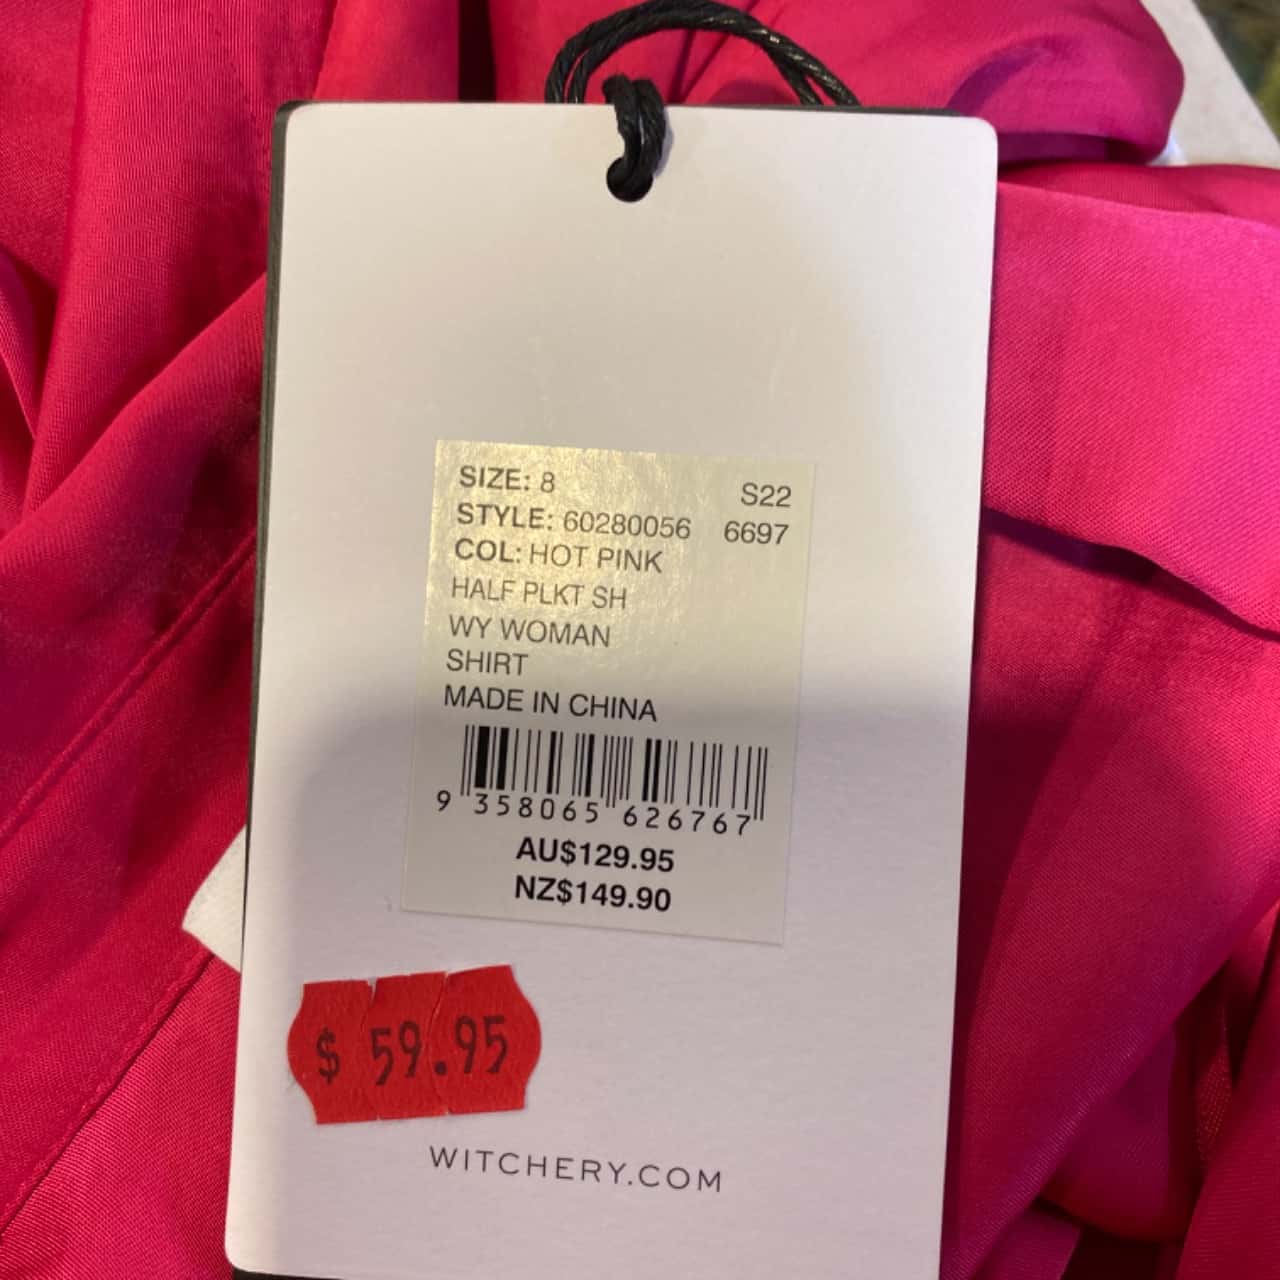 SIZE: 8 S22
STYLE: 60280056 6697
COL: HOT PINK
HALF PLKT SH
WY WOMAN
SHIRT
MADE IN CHINA
9 358065 626767
AU$129.95
NZ$149.90
$ 59.95
WITCHERY.COM